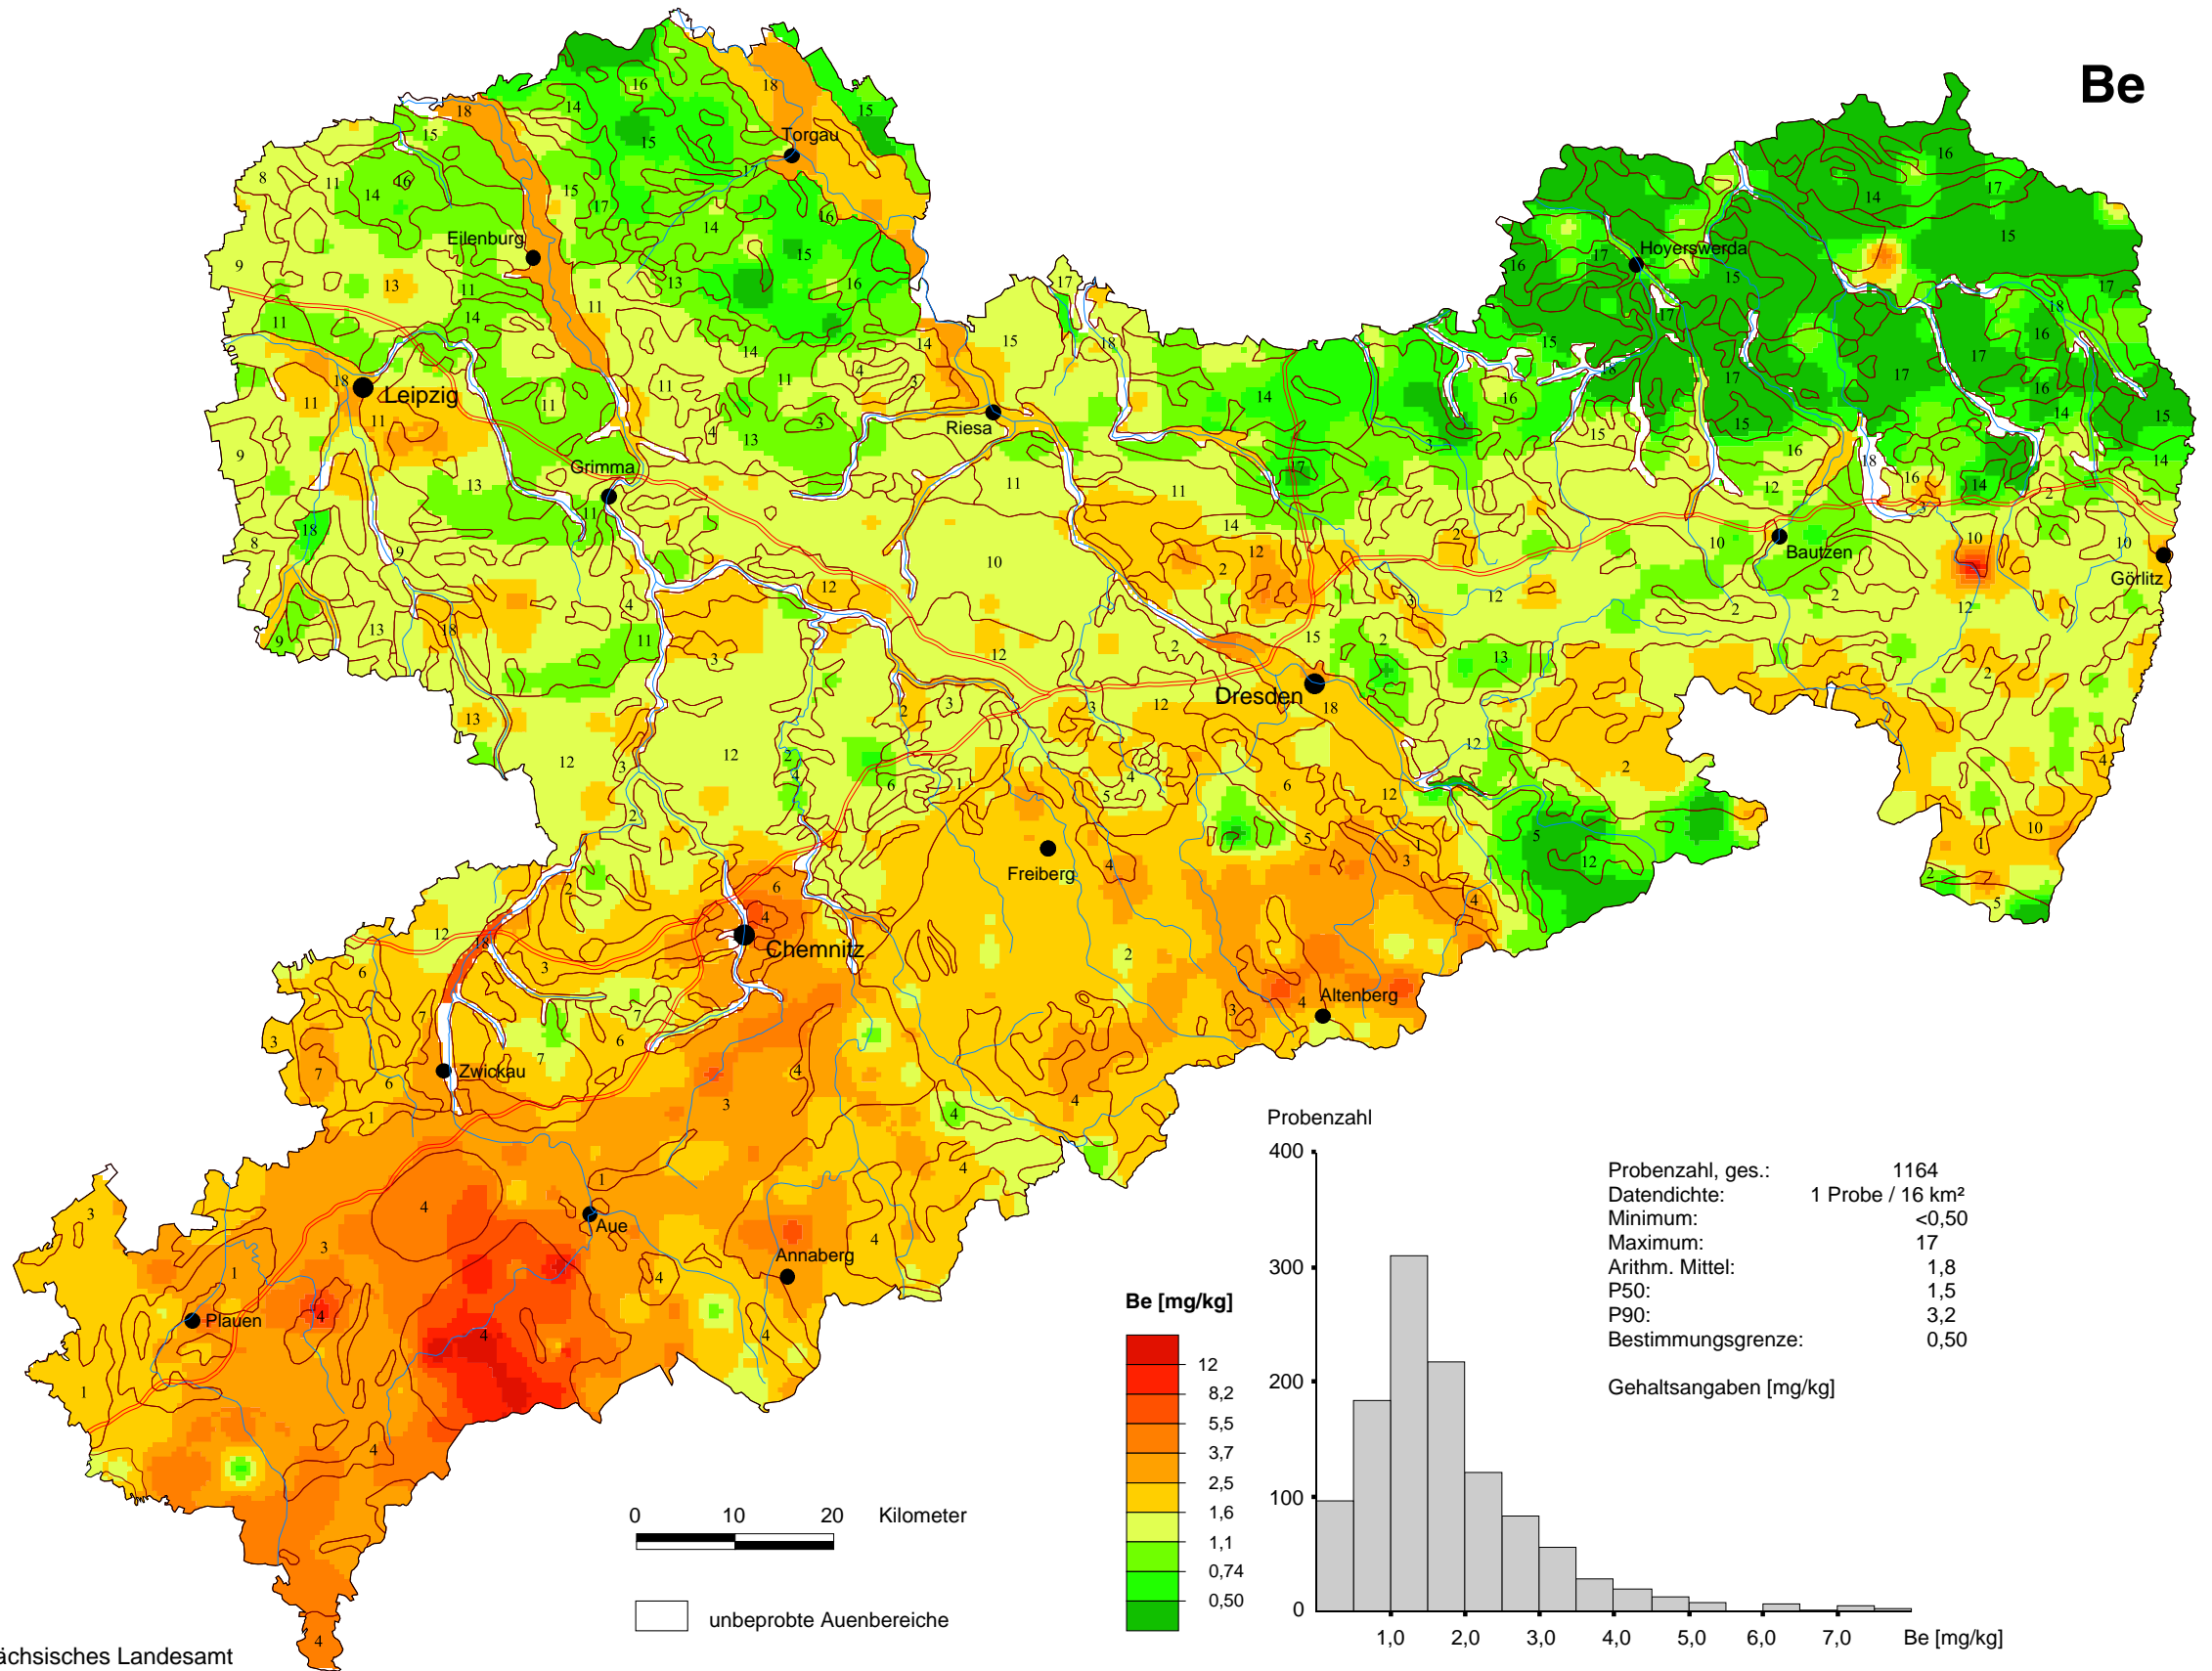 Be
Torgau
Eilenburg
Hoyerswerda
Leipzig
Riesa
Grimma
Bautzen
Görlitz
Dresden
Freiberg
Chemnitz
Altenberg
Zwickau
Aue
Annaberg
Plauen
Probenzahl
400
300
200
100
0
1,0 2,0 3,0 4,0 5,0 6,0 7,0 Be [mg/kg]
Probenzahl, ges.: 1164
Datendichte: 1 Probe / 16 km²
Minimum: <0,50
Maximum: 17
Arithm. Mittel: 1,8
P50: 1,5
P90: 3,2
Bestimmungsgrenze: 0,50
Gehaltsangaben [mg/kg]
Be [mg/kg]
12
8,2
5,5
3,7
2,5
1,6
1,1
0,74
0,50
0 10 20 Kilometer
unbeprobte Auenbereiche
ächsisches Landesamt